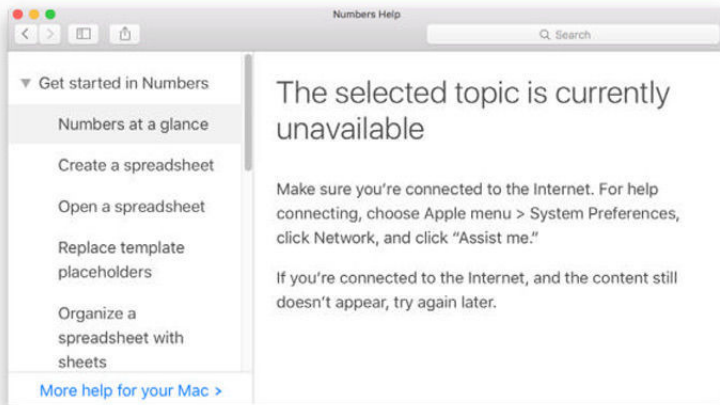 Numbers Help
Search
Get started in Numbers
Numbers at a glance
Create a spreadsheet
Open a spreadsheet
Replace template
placeholders
Organize a
spreadsheet with
sheets
More help for your Mac >
The selected topic is currently
unavailable
Make sure you’re connected to the Internet. For help
connecting, choose Apple menu > System Preferences,
click Network, and click “Assist me.”
If you’re connected to the Internet, and the content still
doesn’t appear, try again later.